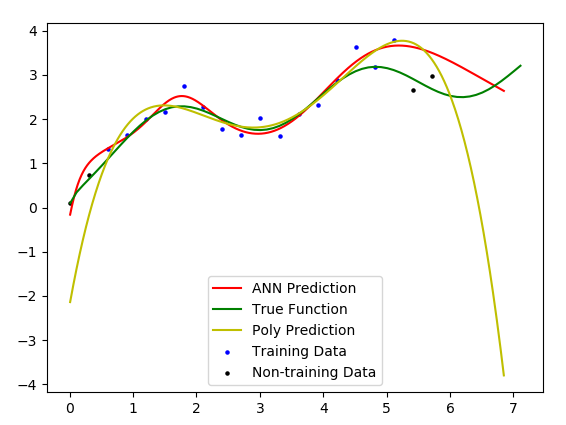 4
3
2
1
0
−1
−2
−3
−4
ANN Prediction
True Function
Poly Prediction
Training Data
Non-training Data
0 1 2 3 4 5 6 7